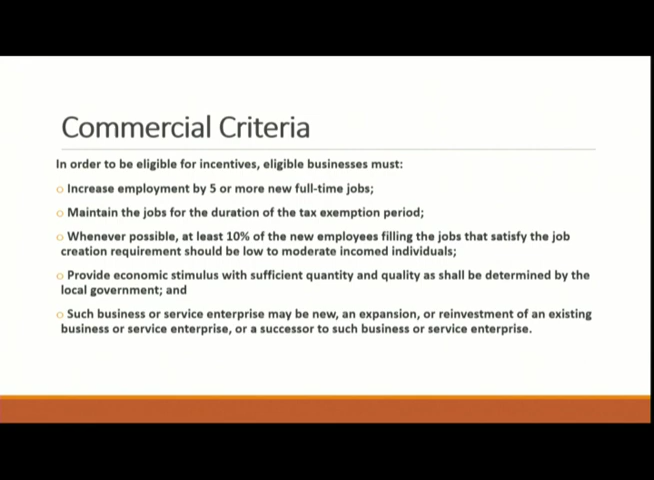 Commercial Criteria
In order to be eligible for incentives, eligible businesses must:
Increase employment by 5 or more new full-time jobs;
Maintain the jobs for the duration of the tax exemption period;
Whenever possible, at least 10% of the new employees filling the jobs that satisfy the job
creation requirement should be low to moderate incomed individuals;
Provide economic stimulus with sufficient quantity and quality as shall be determined by the
local government; and
Such business or service enterprise may be new, an expansion, or reinvestment of an existing
business or service enterprise, or a successor to such business or service enterprise.